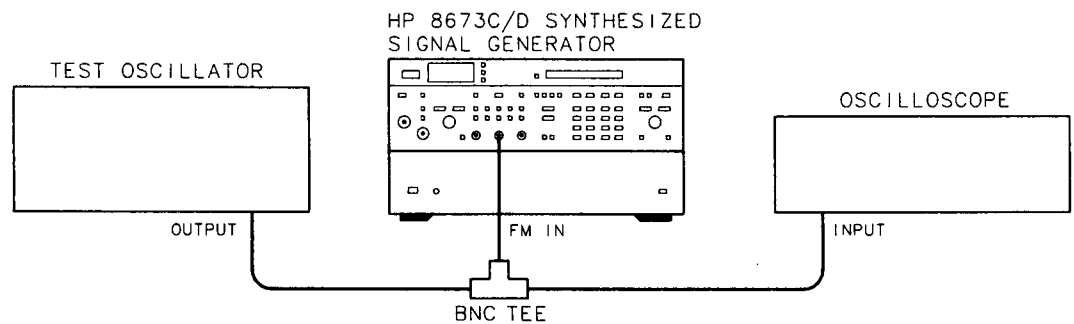 HP 8673C/D SYNTHESIZED
SIGNAL GENERATOR
TEST OSCILLATOR
OSCILLOSCOPE
OUTPUT
FM IN
INPUT
BNC TEE